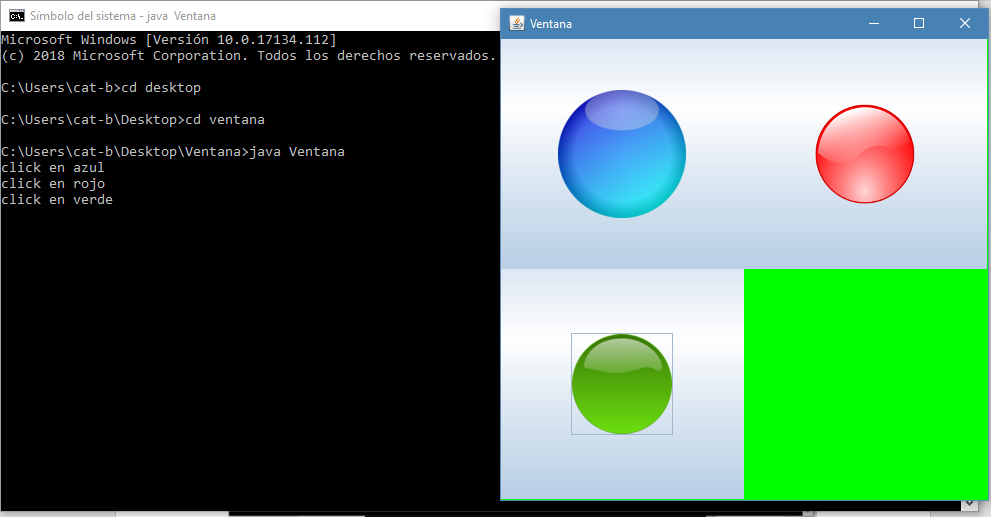 Símbolo del sistema - java  Ventana
Microsoft Windows [Versión 10.0.17134.112]
(c) 2018 Microsoft Corporation. Todos los derechos reservados.
C:\Users\cat-b>cd desktop
C:\Users\cat-b\Desktop>cd ventana
C:\Users\cat-b\Desktop\Ventana>java Ventana
click en azul
click en rojo
click en verde
Ventana